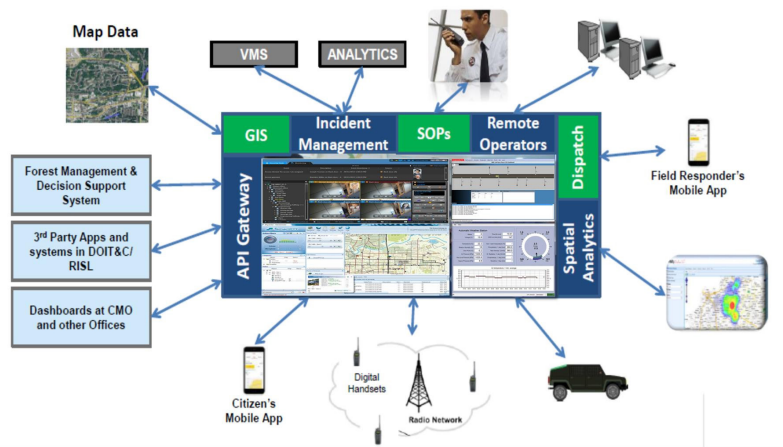 Map Data
VMS
ANALYTICS
GIS
Incident
Management
SOPs
Remote
Operators
Dispatch
Field Responder's
Mobile App
Forest Management &
Decision Support
System
API Gateway
3rd Party Apps and
systems in DOIT&C/
RISL
Spatial
Analytics
Dashboards at CMO
and other Offices
Citizen's
Mobile App
Digital
Handsets
Radio Network